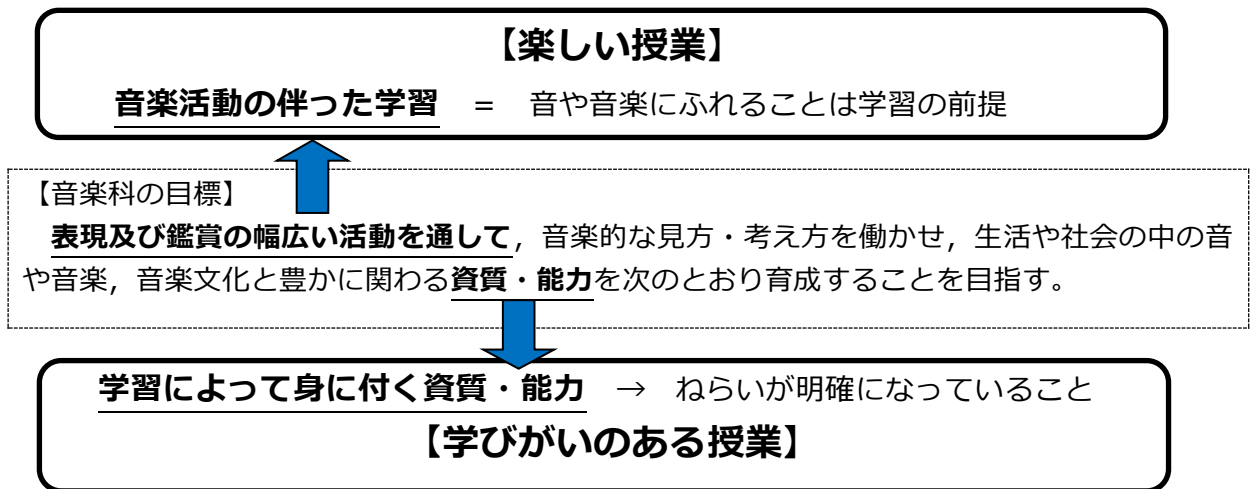 【楽しい授業】
音楽活動の伴った学習 = 音や音楽にふれることは学習の前提
【音楽科の目標】
表現及び鑑賞の幅広い活動を通して，音楽的な見方・考え方を働かせ，生活や社会の中の音
や音楽，音楽文化と豊かに関わる資質・能力を次のとおり育成することを目指す。
学習によって身に付く資質・能力 → ねらいが明確になっていること
【学びがいのある授業】